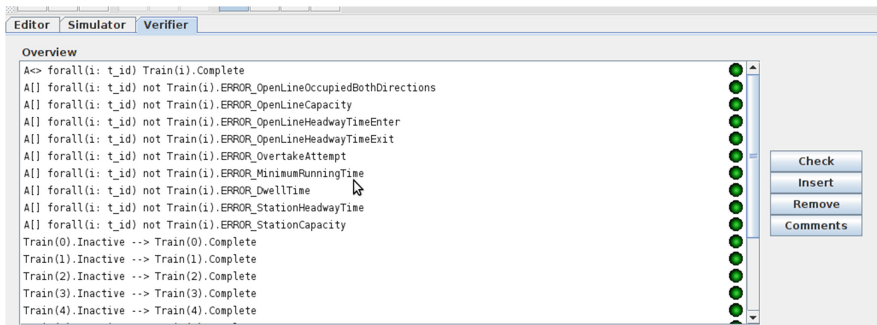 Editor Simulator Verifier
Overview
A<> forall(i: t_id) Train(i).Complete
A[] forall(i: t_id) not Train(i).ERROR_OpenLineOccupiedBothDirections
A[] forall(i: t_id) not Train(i).ERROR_OpenLineCapacity
A[] forall(i: t_id) not Train(i).ERROR_OpenLineHeadwayTimeEnter
A[] forall(i: t_id) not Train(i).ERROR_OpenLineHeadwayTimeExit
A[] forall(i: t_id) not Train(i).ERROR_OvertakeAttempt
A[] forall(i: t_id) not Train(i).ERROR_MinimumRunningTime
A[] forall(i: t_id) not Train(i).ERROR_DwellTime
A[] forall(i: t_id) not Train(i).ERROR_StationHeadwayTime
A[] forall(i: t_id) not Train(i).ERROR_StationCapacity
Train(0).Inactive --> Train(0).Complete
Train(1).Inactive --> Train(1).Complete
Train(2).Inactive --> Train(2).Complete
Train(3).Inactive --> Train(3).Complete
Train(4).Inactive --> Train(4).Complete
Check
Insert
Remove
Comments